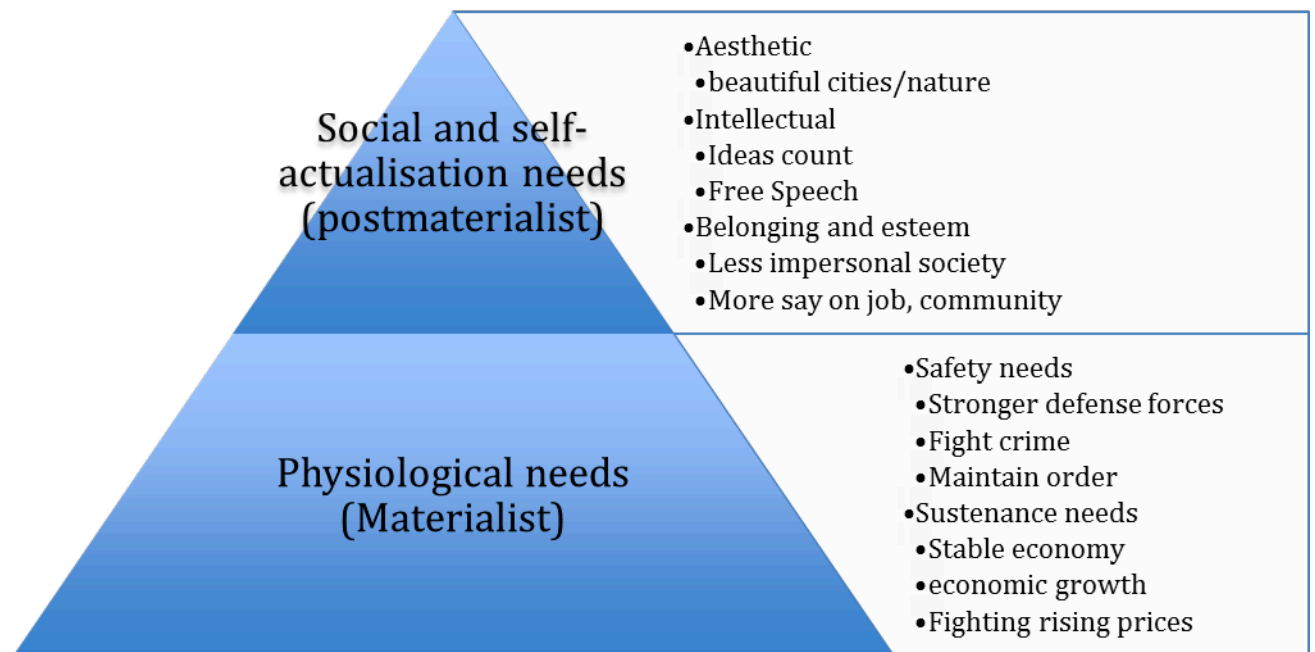 Social and self-
actualisation needs
(postmaterialist)
•Aesthetic
•beautiful cities/nature
•Intellectual
•Ideas count
•Free Speech
•Belonging and esteem
•Less impersonal society
•More say on job, community
Physiological needs
(Materialist)
•Safety needs
•Stronger defense forces
•Fight crime
•Maintain order
•Sustenance needs
•Stable economy
•economic growth
•Fighting rising prices